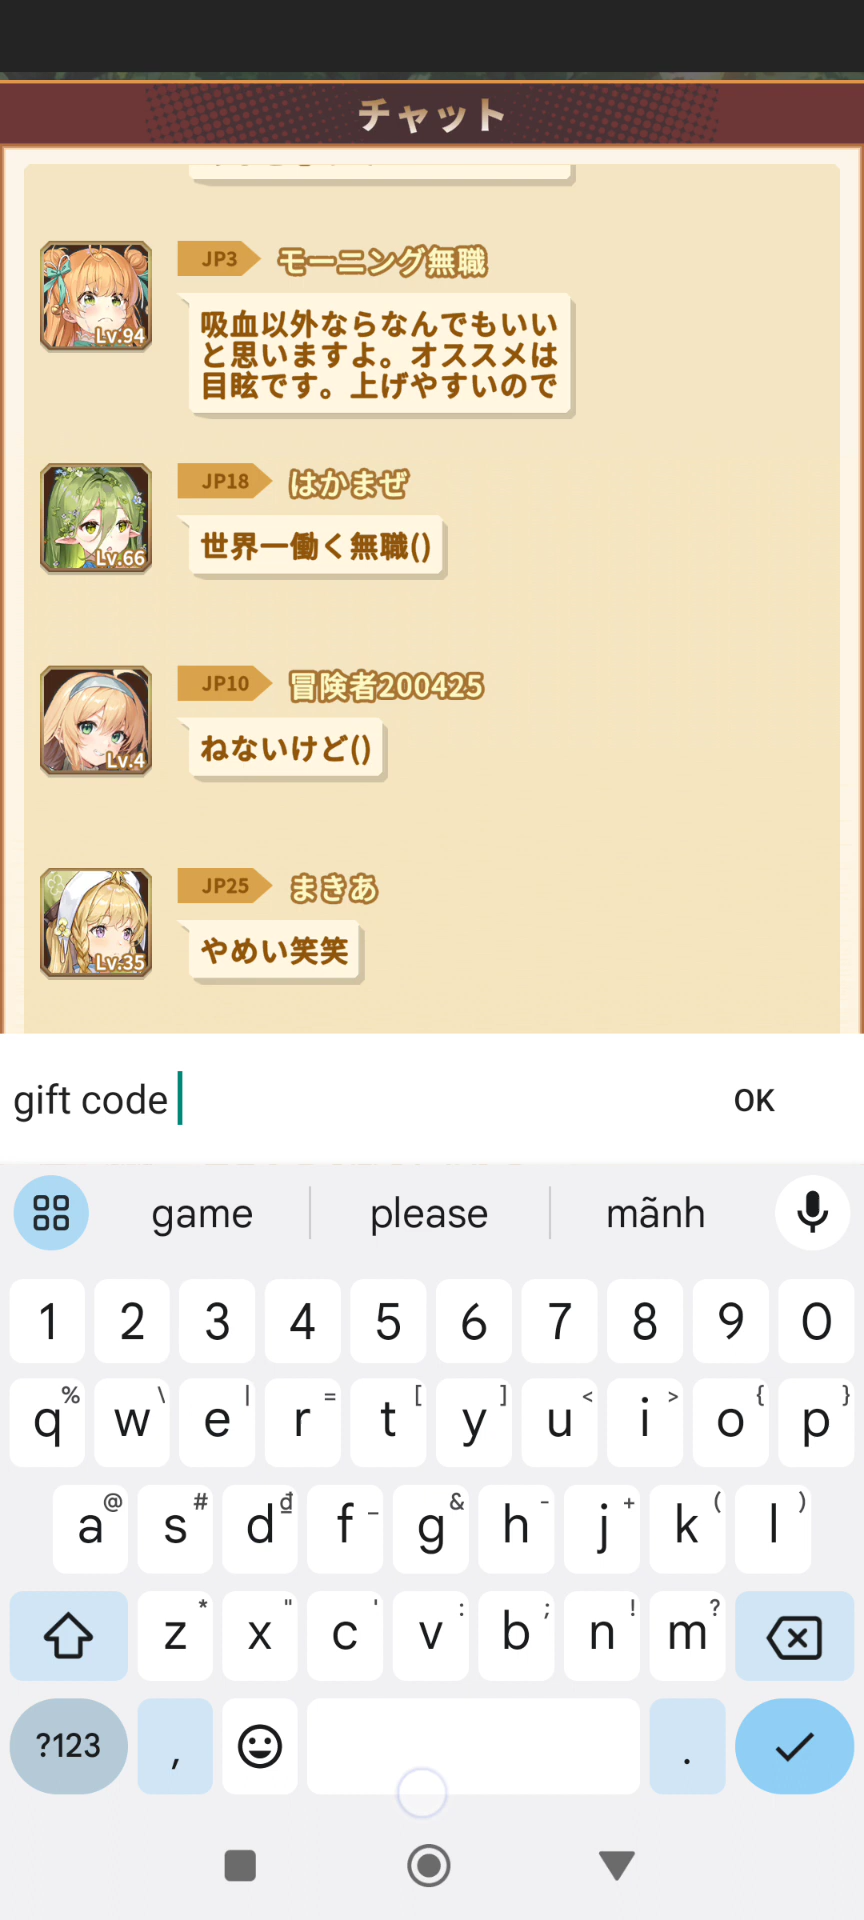 チャット
JP3 モーニング無職
Lv.94
吸血以外ならなんでもいい
と思いますよ。オススメは
目眩です。上げやすいので
JP18 はかまぜ
Lv.66
世界一働く無職()
JP10 冒険者200425
Lv.4
ねないけど()
JP25 まきあ
Lv.35
やめい笑笑
gift code OK
game please mãnh
1 2 3 4 5 6 7 8 9 0
q% w\ e| r= t[ y] u< i> o{ p}
a@ s# dđ f_ g& h- j+ k( l)
z* x" c' v: b; n! m?
?123 , .